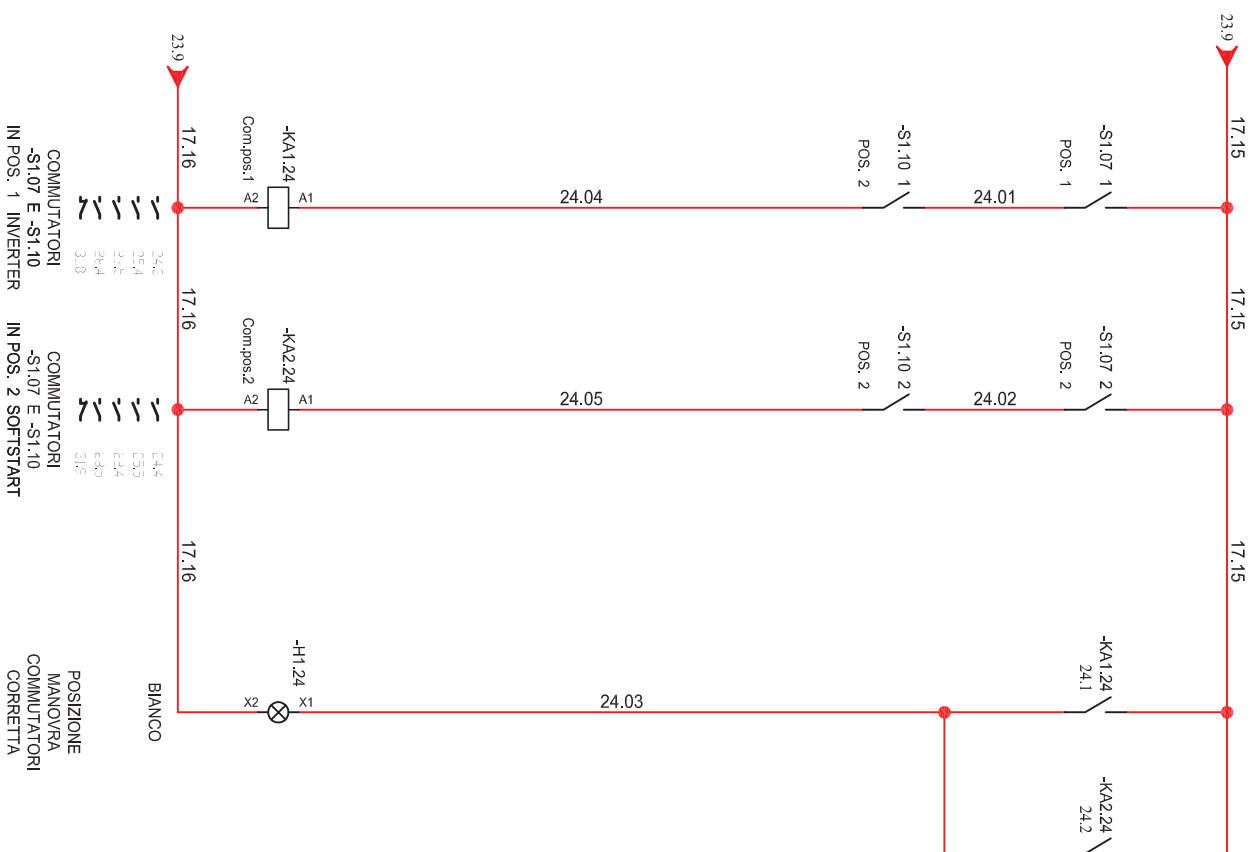 23.9
17.15
17.15
17.15
-S1.07 1
POS. 1
-S1.07 2
POS. 2
-KA1.24
24.1
-KA2.24
24.2
24.01
24.02
-S1.10 1
POS. 2
-S1.10 2
POS. 2
24.04
24.05
24.03
-KA1.24
A1
A2
Com.pos.1
-KA2.24
A1
A2
Com.pos.2
-H1.24
X1
X2
23.9
17.16
17.16
17.16
BIANCO
COMMUTATORI
-S1.07 E -S1.10
IN POS. 1 INVERTER
COMMUTATORI
-S1.07 E -S1.10
IN POS. 2 SOFTSTART
POSIZIONE
MANOVRA
COMMUTATORI
CORRETTA